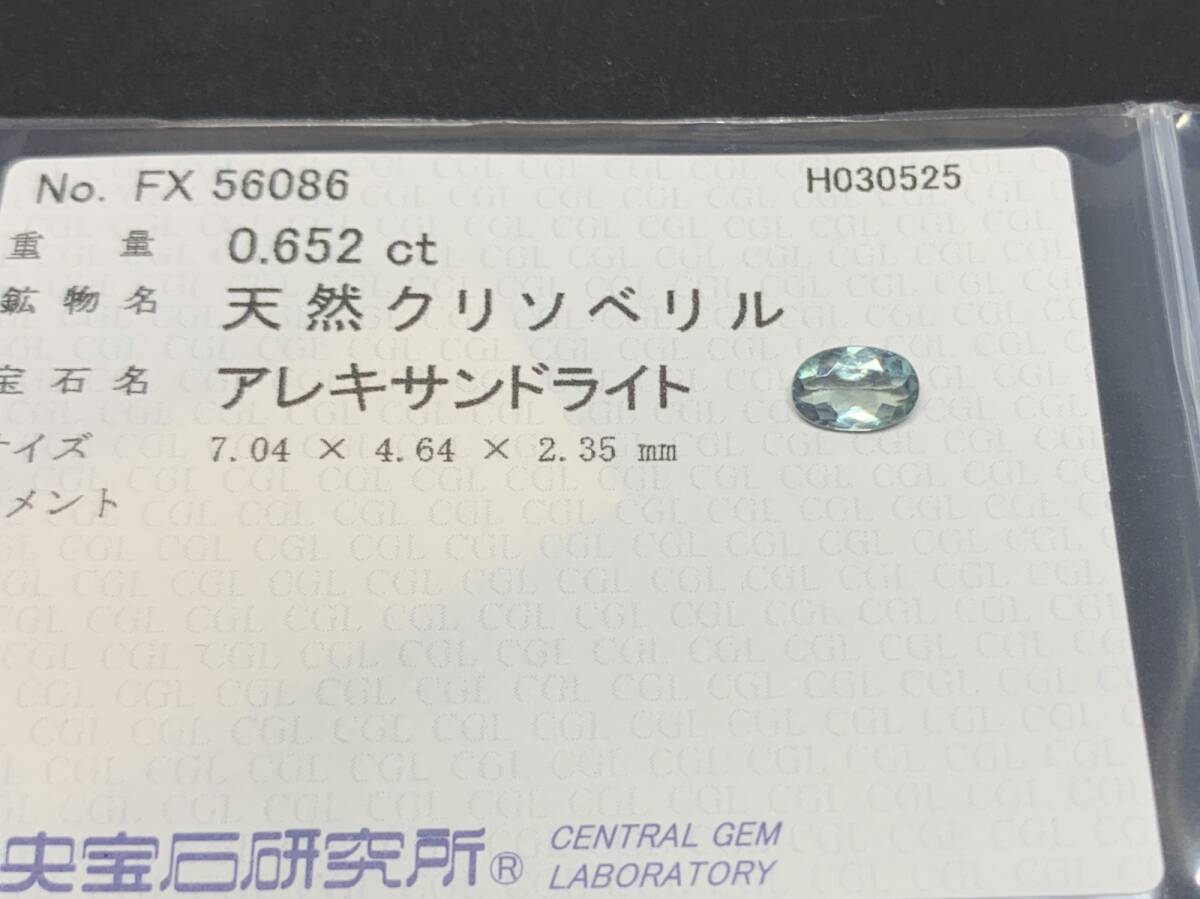 No. FX 56086 H030525
重量 0.652 ct
鉱物名 天然クリソベリル
宝石名 アレキサンドライト
サイズ 7.04 × 4.64 × 2.35 ㎜
メント
央宝石研究所® CENTRAL GEM
LABORATORY